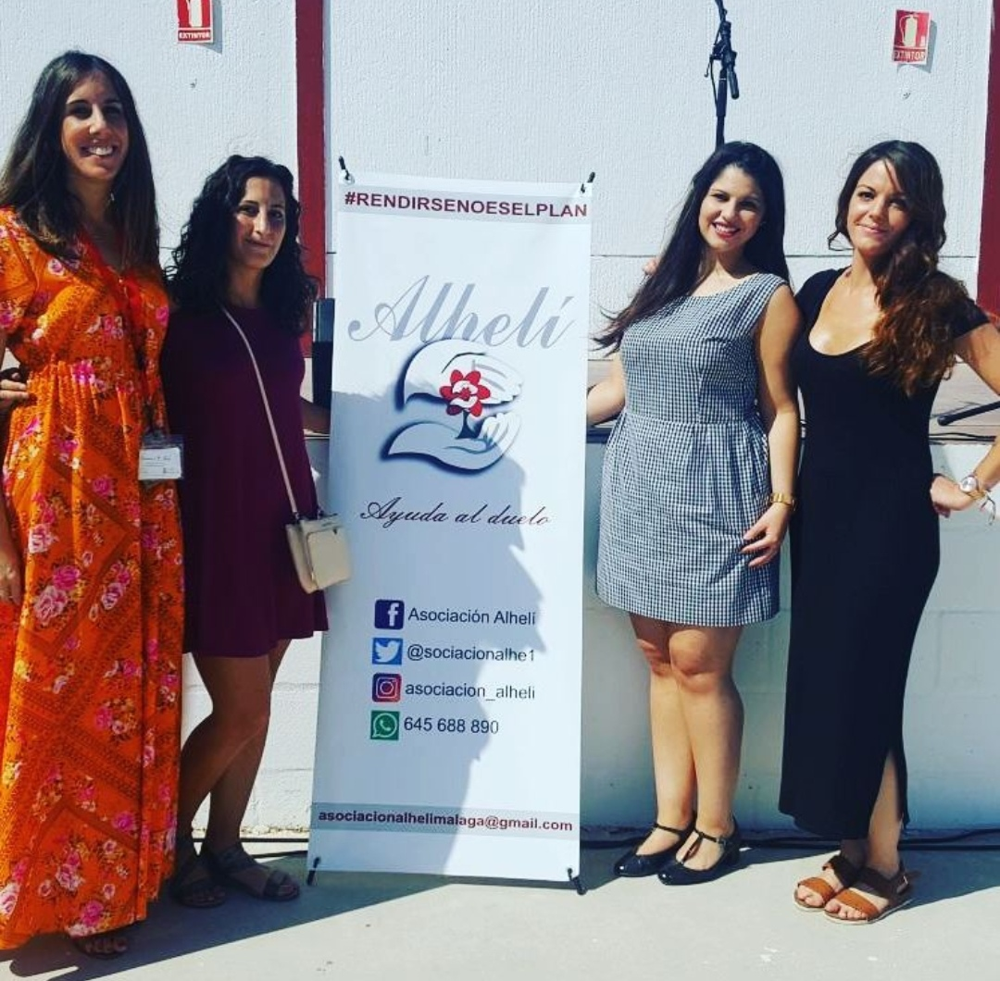 EXTINTOR
EXTINTOR
#RENDIRSENOESELPLAN
Alhelí
Ayuda al duelo
Asociación Alhelí
@sociacionalhe1
asociacion_alheli
645 688 890
asociacionalhelimalaga@gmail.com